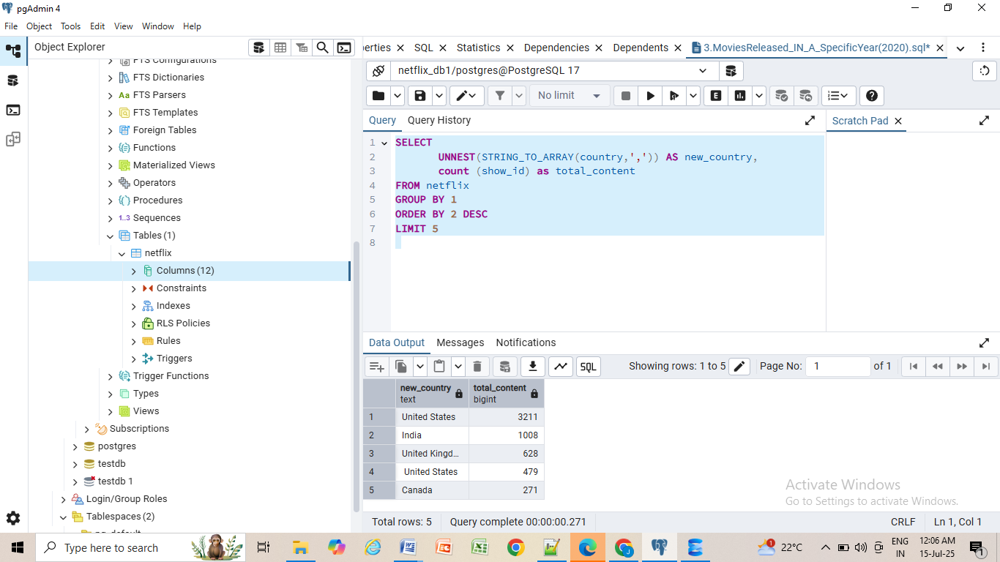 pgAdmin 4
File Object Tools Edit View Window Help
Object Explorer
FTS Configurations
FTS Dictionaries
Aa FTS Parsers
FTS Templates
Foreign Tables
Functions
Materialized Views
Operators
Procedures
1..3 Sequences
Tables (1)
netflix
Columns (12)
Constraints
Indexes
RLS Policies
Rules
Triggers
Trigger Functions
Types
Views
Subscriptions
postgres
testdb
testdb 1
Login/Group Roles
Tablespaces (2)
pg_default
erties SQL Statistics Dependencies Dependents 3.MoviesReleased_IN_A_SpecificYear(2020).sql*
netflix_db1/postgres@PostgreSQL 17
No limit E
Query Query History
Scratch Pad
1 SELECT
2 UNNEST(STRING_TO_ARRAY(country,',')) AS new_country,
3 count (show_id) as total_content
4 FROM netflix
5 GROUP BY 1
6 ORDER BY 2 DESC
7 LIMIT 5
8
Data Output Messages Notifications
SQL Showing rows: 1 to 5 Page No: 1 of 1
new_country total_content
text bigint
1 United States 3211
2 India 1008
3 United Kingd... 628
4 United States 479
5 Canada 271
Activate Windows
Go to Settings to activate Windows.
Total rows: 5 Query complete 00:00:00.271 CRLF Ln 1, Col 1
Type here to search
1 22°C
ENG
IN
12:06 AM
15-Jul-25
1